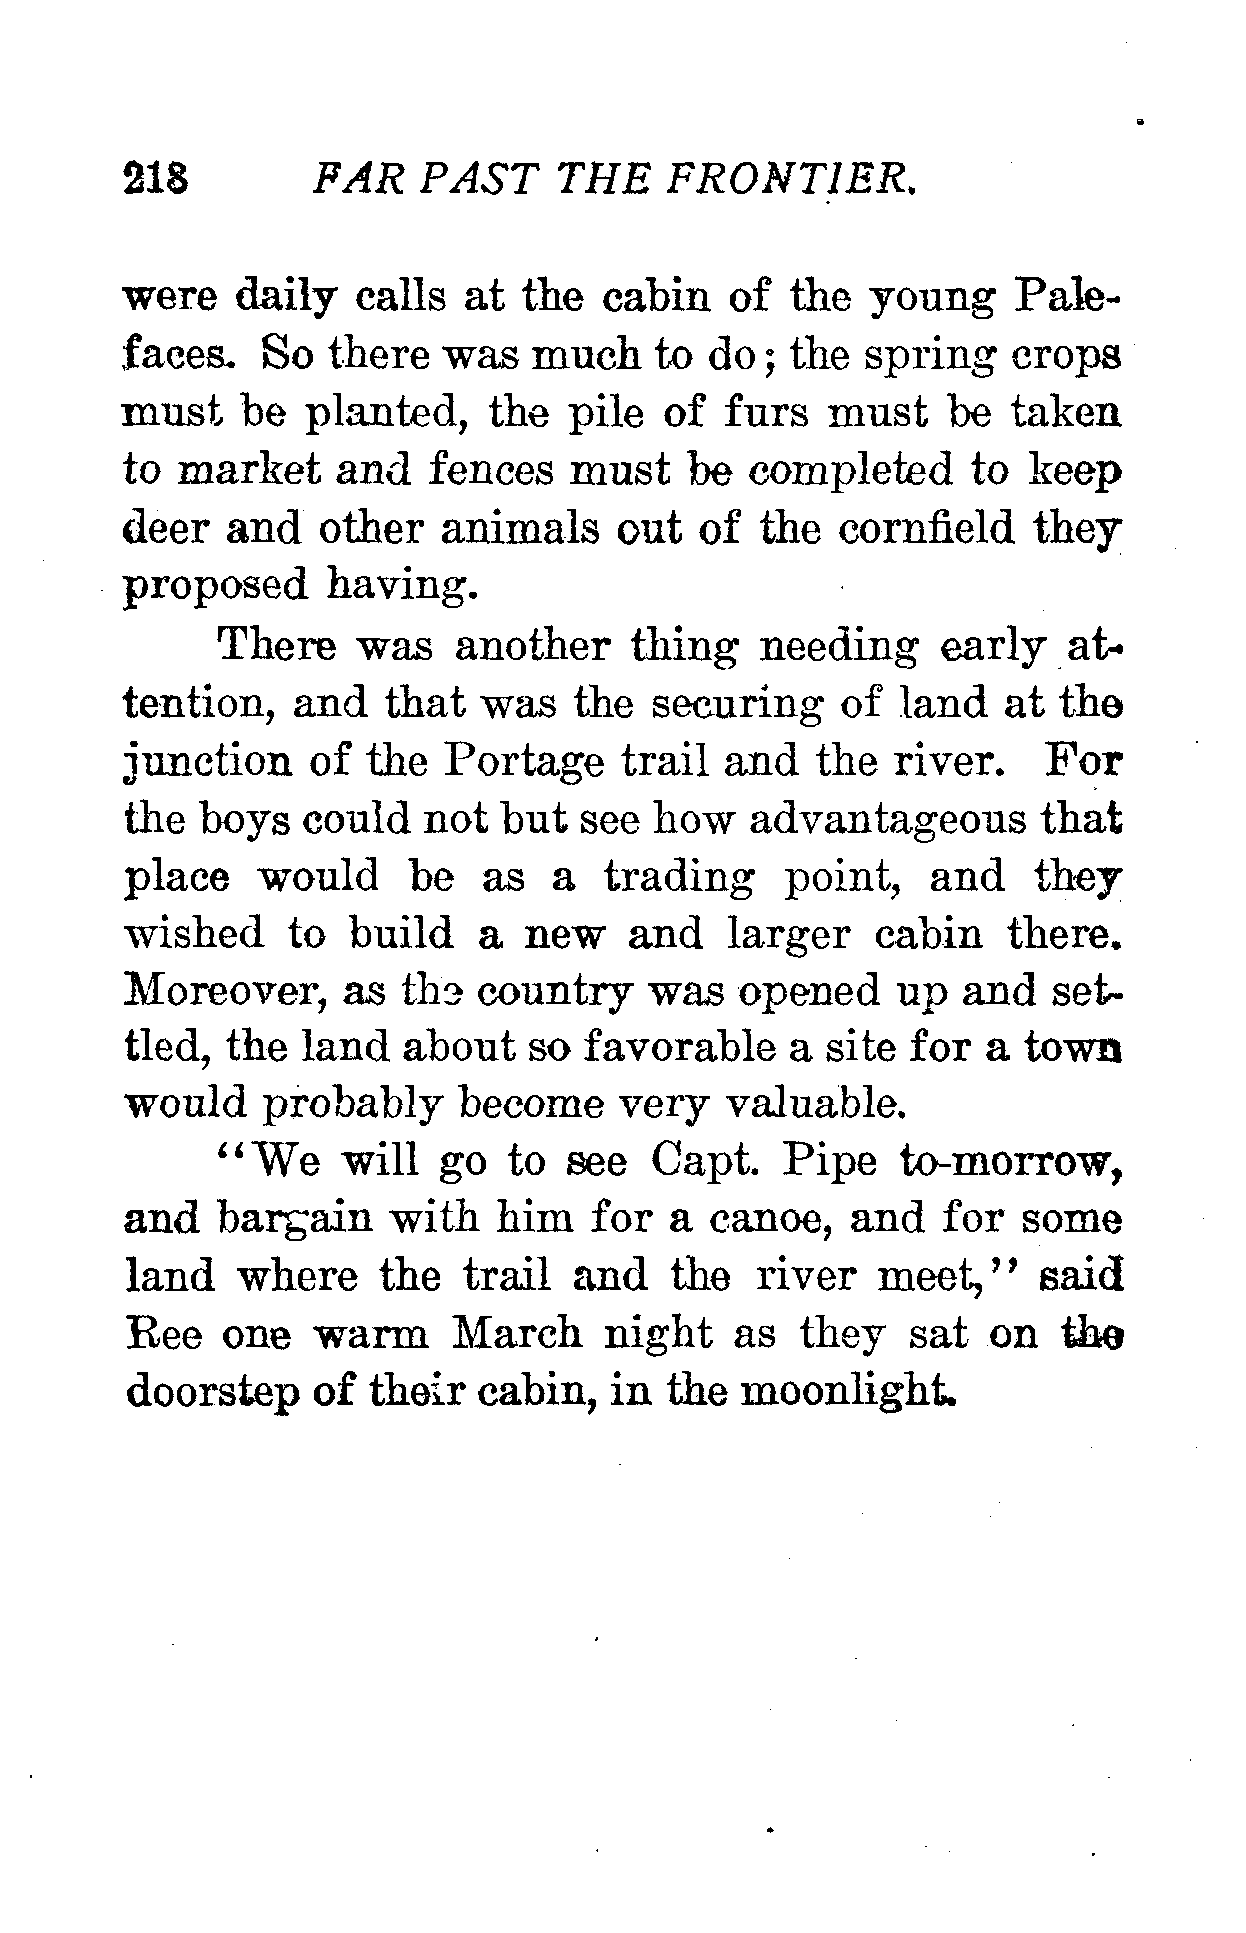 218 FAR PAST THE FRONTIER.
were daily calls at the cabin of the young Pale-
faces. So there was much to do; the spring crops
must be planted, the pile of furs must be taken
to market and fences must be completed to keep
deer and other animals out of the cornfield they
proposed having.
There was another thing needing early at-
tention, and that was the securing of land at the
junction of the Portage trail and the river. For
the boys could not but see how advantageous that
place would be as a trading point, and they
wished to build a new and larger cabin there.
Moreover, as the country was opened up and set-
tled, the land about so favorable a site for a town
would probably become very valuable.
"We will go to see Capt. Pipe to-morrow,
and bargain with him for a canoe, and for some
land where the trail and the river meet," said
Ree one warm March night as they sat on the
doorstep of their cabin, in the moonlight.